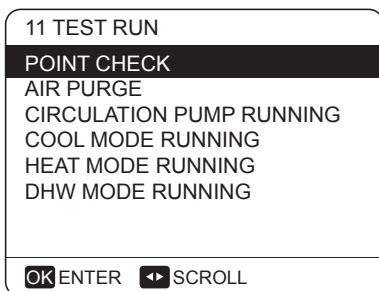 11 TEST RUN
POINT CHECK
AIR PURGE
CIRCULATION PUMP RUNNING
COOL MODE RUNNING
HEAT MODE RUNNING
DHW MODE RUNNING
OK ENTER SCROLL